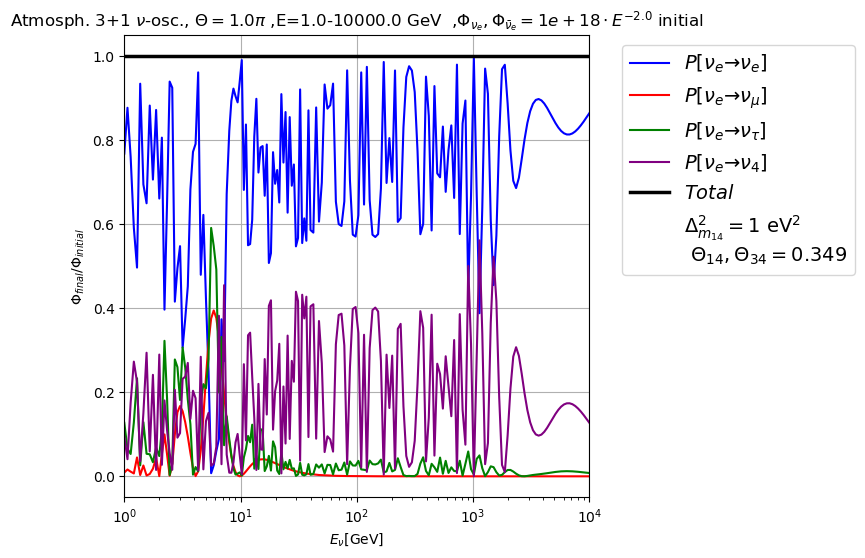 Atmosph. 3+1 ν-osc., Θ = 1.0π ,E=1.0-10000.0 GeV ,Φ_{ν_e}, Φ_{ν̄_e} = 1e + 18 · E^{−2.0} initial
P[ν_e→ν_e]
P[ν_e→ν_μ]
P[ν_e→ν_τ]
P[ν_e→ν_4]
Total
Δ²_{m_{14}} = 1 eV²
Θ_{14}, Θ_{34} = 0.349
Φ_{final}/Φ_{initial}
1.0
0.8
0.6
0.4
0.2
0.0
10^0 10^1 10^2 10^3 10^4
E_ν[GeV]